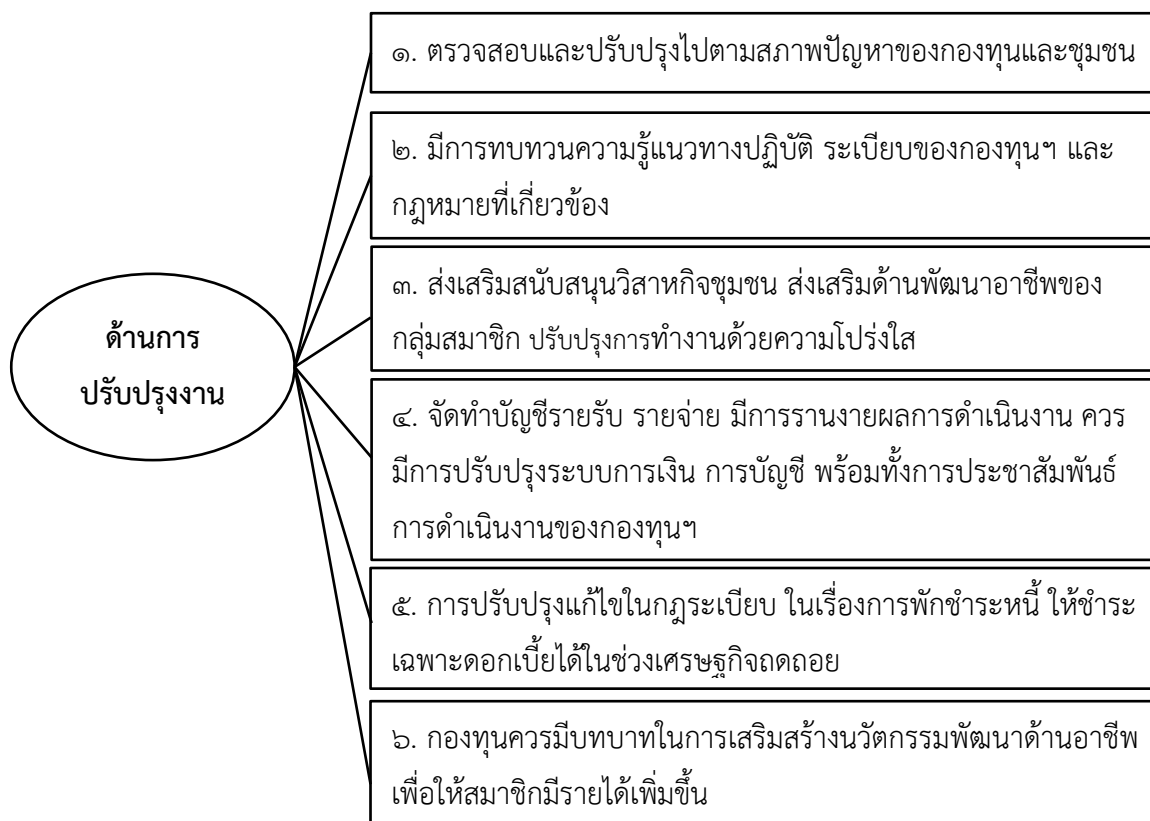 ๑. ตรวจสอบและปรับปรุงไปตามสภาพปัญหาของกองทุนและชุมชน
๒. มีการทบทวนความรู้แนวทางปฏิบัติ ระเบียบของกองทุนฯ และ
กฎหมายที่เกี่ยวข้อง
๓. ส่งเสริมสนับสนุนวิสาหกิจชุมชน ส่งเสริมด้านพัฒนาอาชีพของ
กลุ่มสมาชิก ปรับปรุงการทำงานด้วยความโปร่งใส
ด้านการ
ปรับปรุงงาน
๔. จัดทำบัญชีรายรับ รายจ่าย มีการรานงายผลการดำเนินงาน ควร
มีการปรับปรุงระบบการเงิน การบัญชี พร้อมทั้งการประชาสัมพันธ์
การดำเนินงานของกองทุนฯ
๕. การปรับปรุงแก้ไขในกฎระเบียบ ในเรื่องการพักชำระหนี้ ให้ชำระ
เฉพาะดอกเบี้ยได้ในช่วงเศรษฐกิจถดถอย
๖. กองทุนควรมีบทบาทในการเสริมสร้างนวัตกรรมพัฒนาด้านอาชีพ
เพื่อให้สมาชิกมีรายได้เพิ่มขึ้น